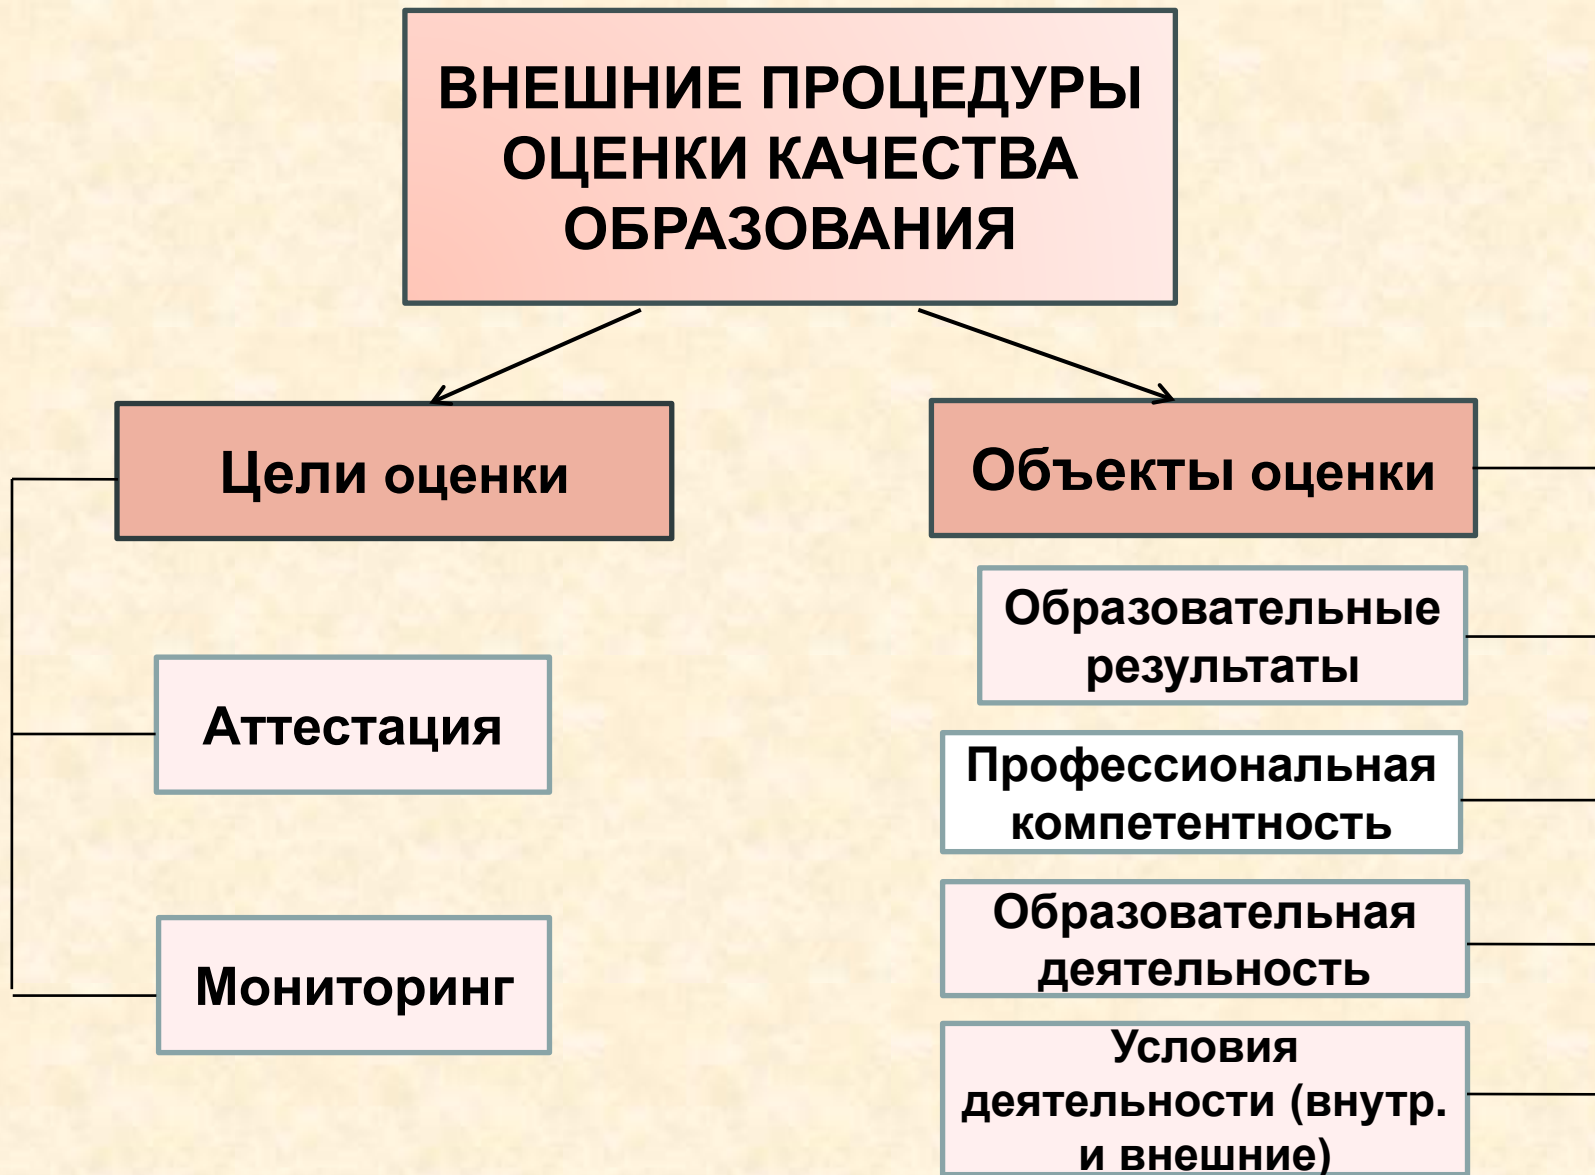 ВНЕШНИЕ ПРОЦЕДУРЫ
ОЦЕНКИ КАЧЕСТВА
ОБРАЗОВАНИЯ
Цели оценки
Аттестация
Мониторинг
Объекты оценки
Образовательные
результаты
Профессиональная
компетентность
Образовательная
деятельность
Условия
деятельности (внутр.
и внешние)